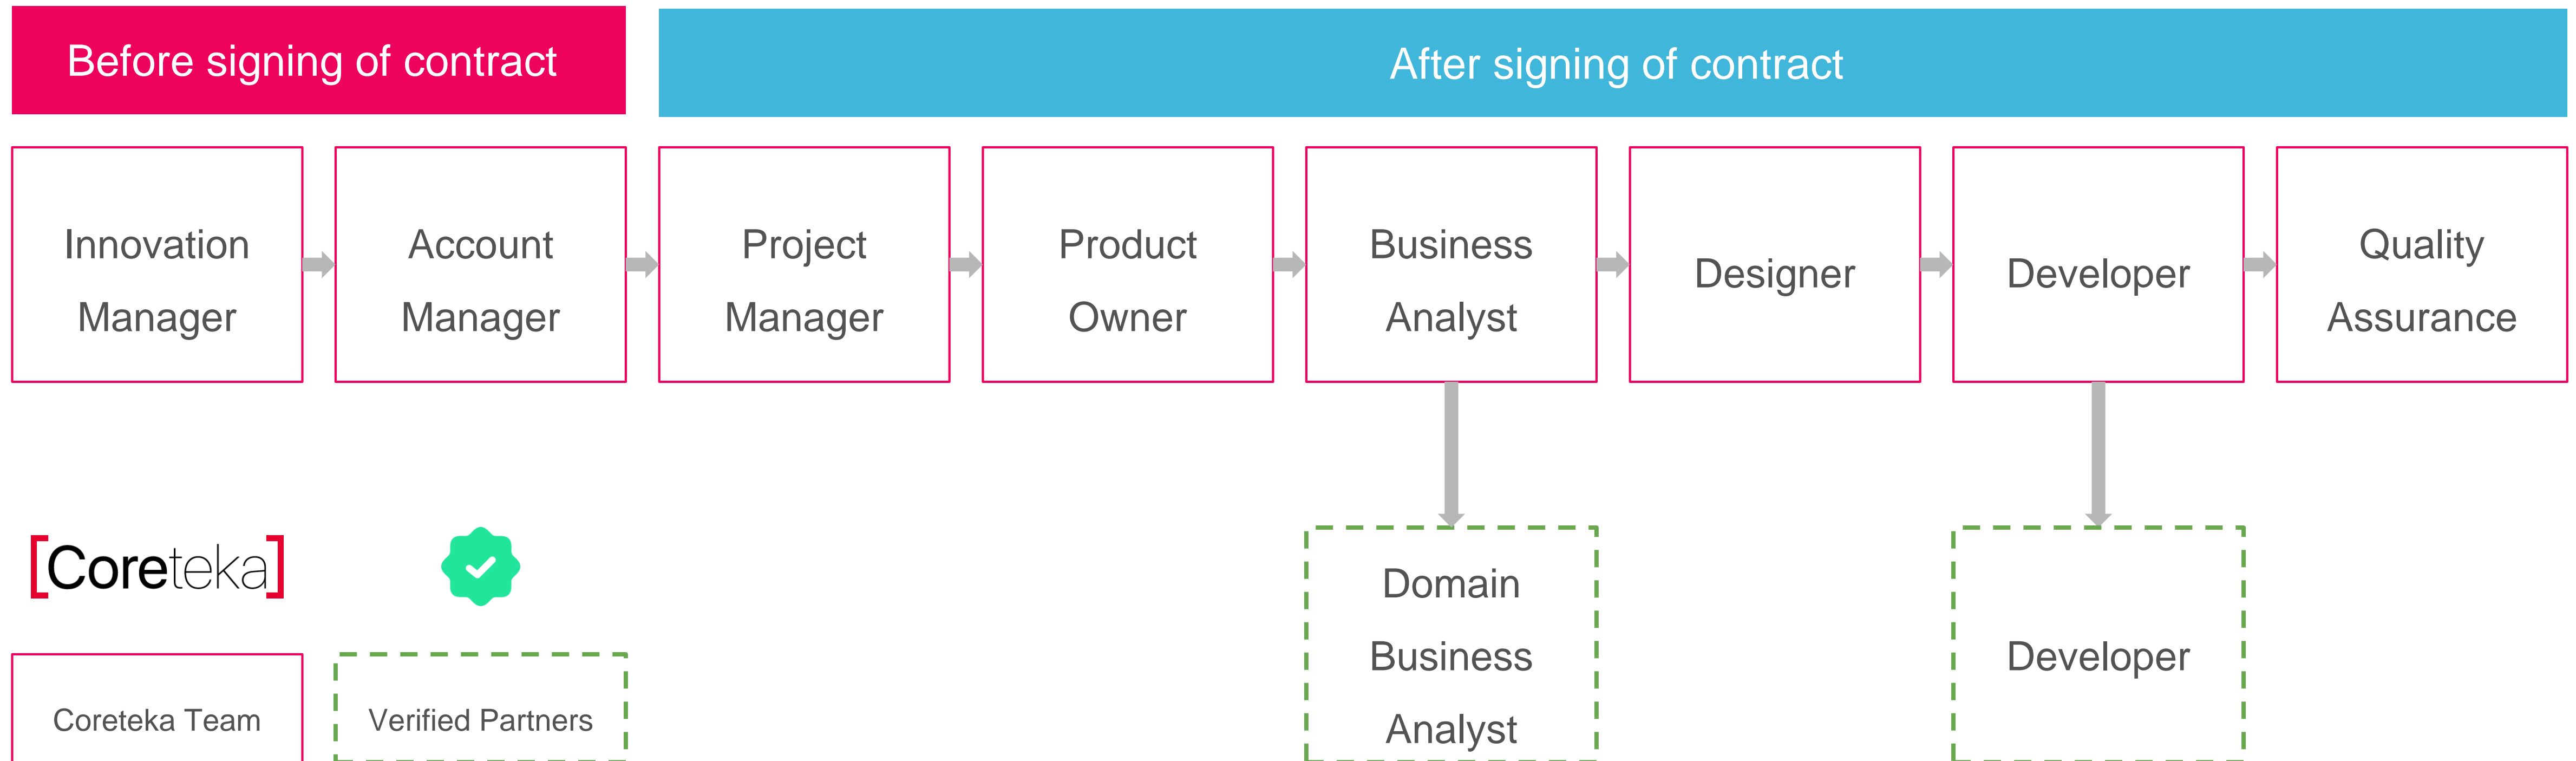 Before signing of contract
After signing of contract
Innovation
Manager
Account
Manager
Project
Manager
Product
Owner
Business
Analyst
Designer
Developer
Quality
Assurance
[Coreteka]
Coreteka Team
Verified Partners
Domain
Business
Analyst
Developer